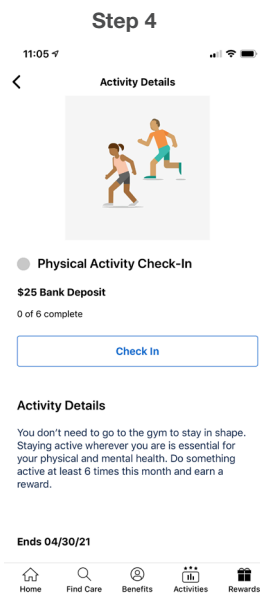 Step 4
11:05
Activity Details
Physical Activity Check-In
$25 Bank Deposit
0 of 6 complete
Check In
Activity Details
You don't need to go to the gym to stay in shape.
Staying active wherever you are is essential for
your physical and mental health. Do something
active at least 6 times this month and earn a
reward.
Ends 04/30/21
Home Find Care Benefits Activities Rewards